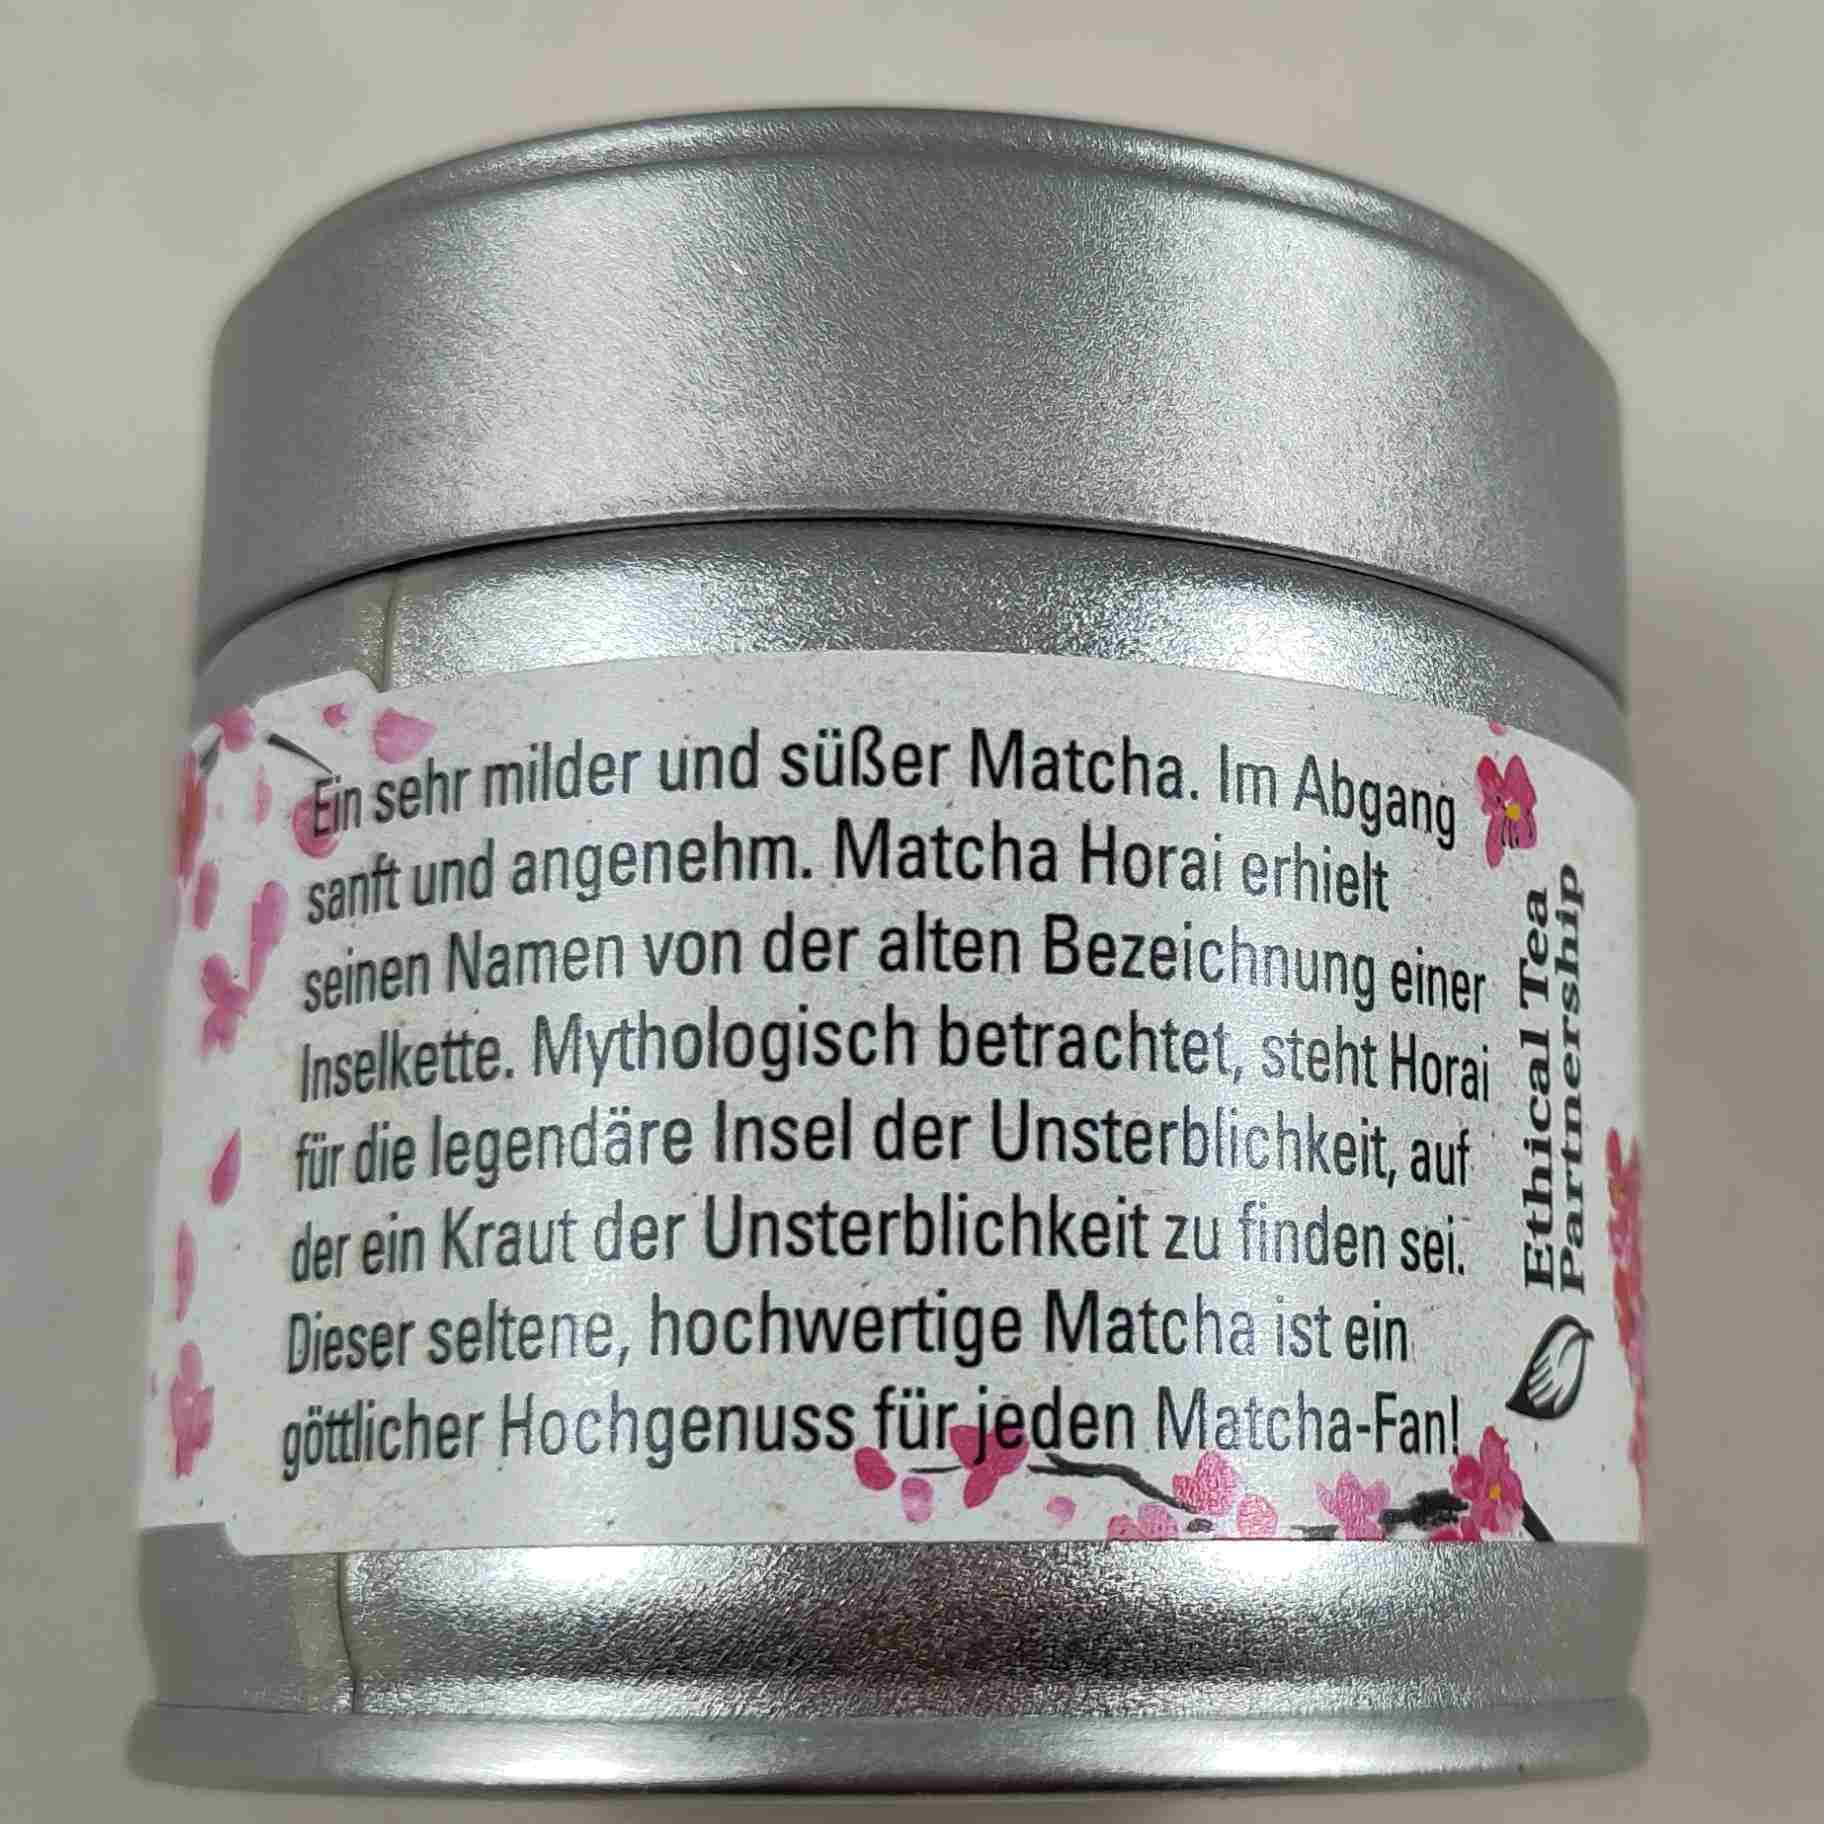 Ein sehr milder und süßer Matcha. Im Abgang
sanft und angenehm. Matcha Horai erhielt
seinen Namen von der alten Bezeichnung einer
Inselkette. Mythologisch betrachtet, steht Horai
für die legendäre Insel der Unsterblichkeit, auf
der ein Kraut der Unsterblichkeit zu finden sei.
Dieser seltene, hochwertige Matcha ist ein
göttlicher Hochgenuss für jeden Matcha-Fan!
Ethical Tea
Partnership